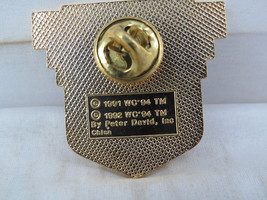 © 1991 WC'94 TM
© 1992 WC'94 TM
By Peter David, Inc
China